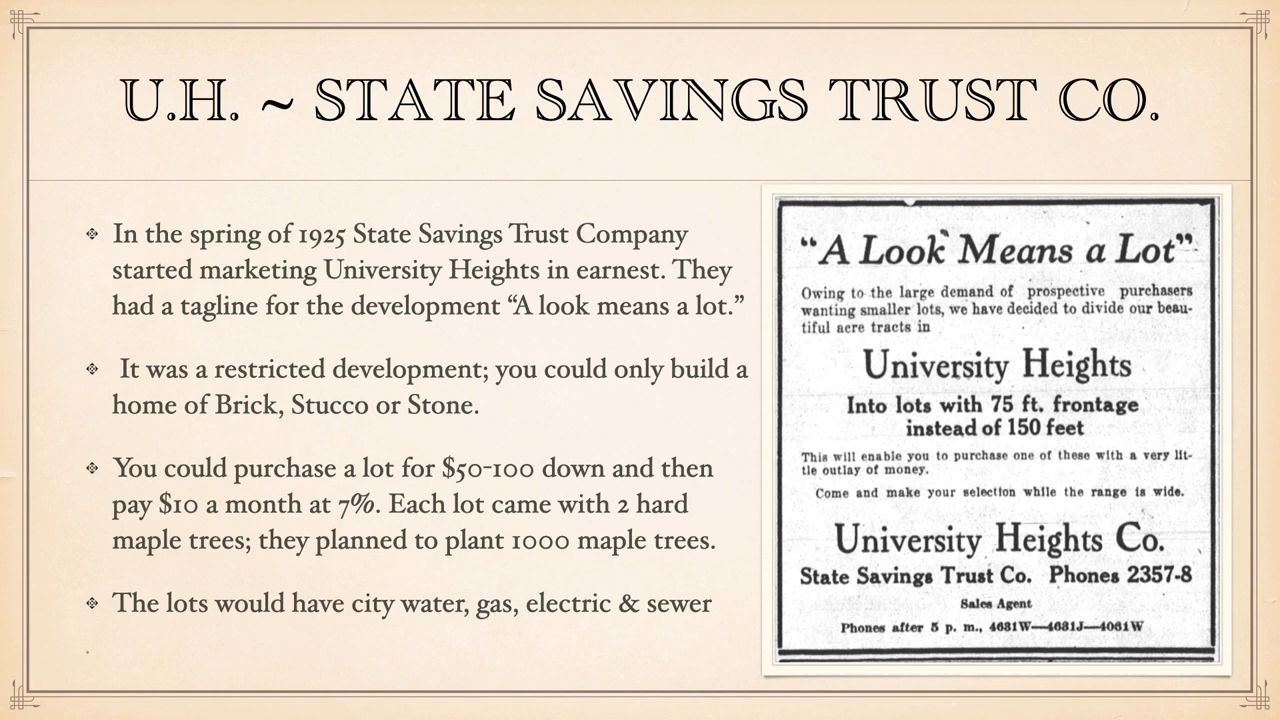 U.H. ~ STATE SAVINGS TRUST CO.
In the spring of 1925 State Savings Trust Company
started marketing University Heights in earnest. They
had a tagline for the development “A look means a lot.”
It was a restricted development; you could only build a
home of Brick, Stucco or Stone.
You could purchase a lot for $50-100 down and then
pay $10 a month at 7%. Each lot came with 2 hard
maple trees; they planned to plant 1000 maple trees.
The lots would have city water, gas, electric & sewer
“A Look Means a Lot”
Owing to the large demand of prospective purchasers
wanting smaller lots, we have decided to divide our beau-
tiful acre tracts in
University Heights
Into lots with 75 ft. frontage
instead of 150 feet
This will enable you to purchase one of these with a very lit-
tle outlay of money.
Come and make your selection while the range is wide.
University Heights Co.
State Savings Trust Co. Phones 2357-8
Sales Agent
Phones after 5 p. m., 4681W—4681J—4061W